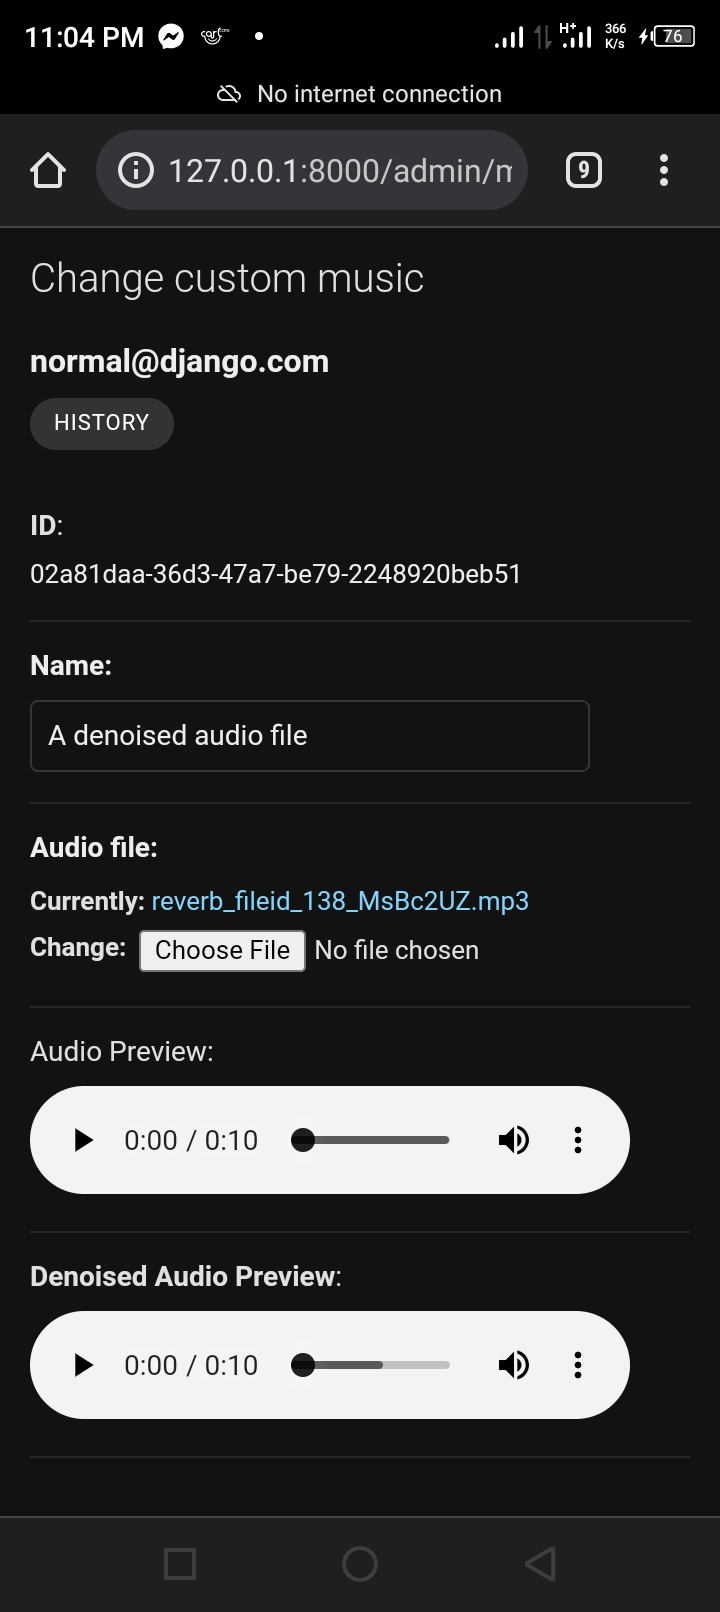 11:04 PM
H+
366
K/s
76
No internet connection
127.0.0.1:8000/admin/m
9
Change custom music
normal@django.com
HISTORY
ID:
02a81daa-36d3-47a7-be79-2248920beb51
Name:
A denoised audio file
Audio file:
Currently: reverb_fileid_138_MsBc2UZ.mp3
Change: Choose File No file chosen
Audio Preview:
0:00 / 0:10
Denoised Audio Preview:
0:00 / 0:10